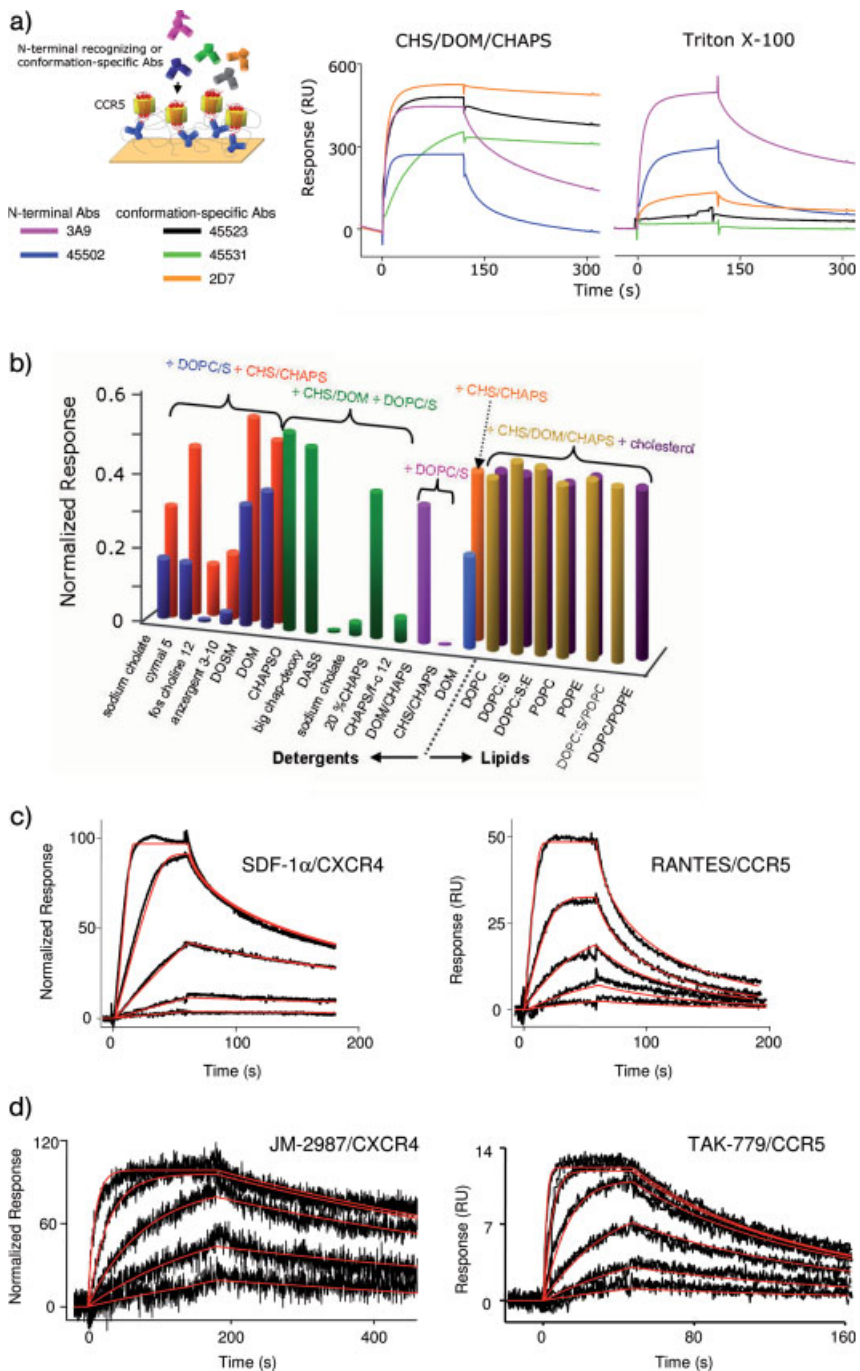 a)
N-terminal recognizing or
conformation-specific Abs
CCR5
N-terminal Abs
conformation-specific Abs
3A9
45523
45502
45531
2D7
CHS/DOM/CHAPS
Triton X-100
Response (RU)
600
300
0
0
150
300
0
150
300
Time (s)
b)
+ DOPC/S + CHS/CHAPS
+ CHS/DOM + DOPC/S
+ DOPC/S
+ CHS/CHAPS
+ CHS/DOM/CHAPS + cholesterol
Normalized Response
0.6
0.4
0.2
0
sodium cholate
cymal 5
fos choline 12
anzergent 3-10
DOSM
DOM
CHAPSO
big chap-deoxy
DASS
sodium cholate
20 %CHAPS
CHAPS/f-c 12
DOM/CHAPS
CHS/CHAPS
DOM
DOPC
DOPC:S
DOPC:S:E
POPC
POPE
DOPC:S/POPC
DOPC/POPE
Detergents
Lipids
c)
SDF-1α/CXCR4
Normalized Response
100
50
0
0
100
200
Time (s)
RANTES/CCR5
Response (RU)
50
25
0
0
100
200
Time (s)
d)
JM-2987/CXCR4
Normalized Response
120
60
0
0
200
400
Time (s)
TAK-779/CCR5
Response (RU)
14
7
0
0
80
160
Time (s)